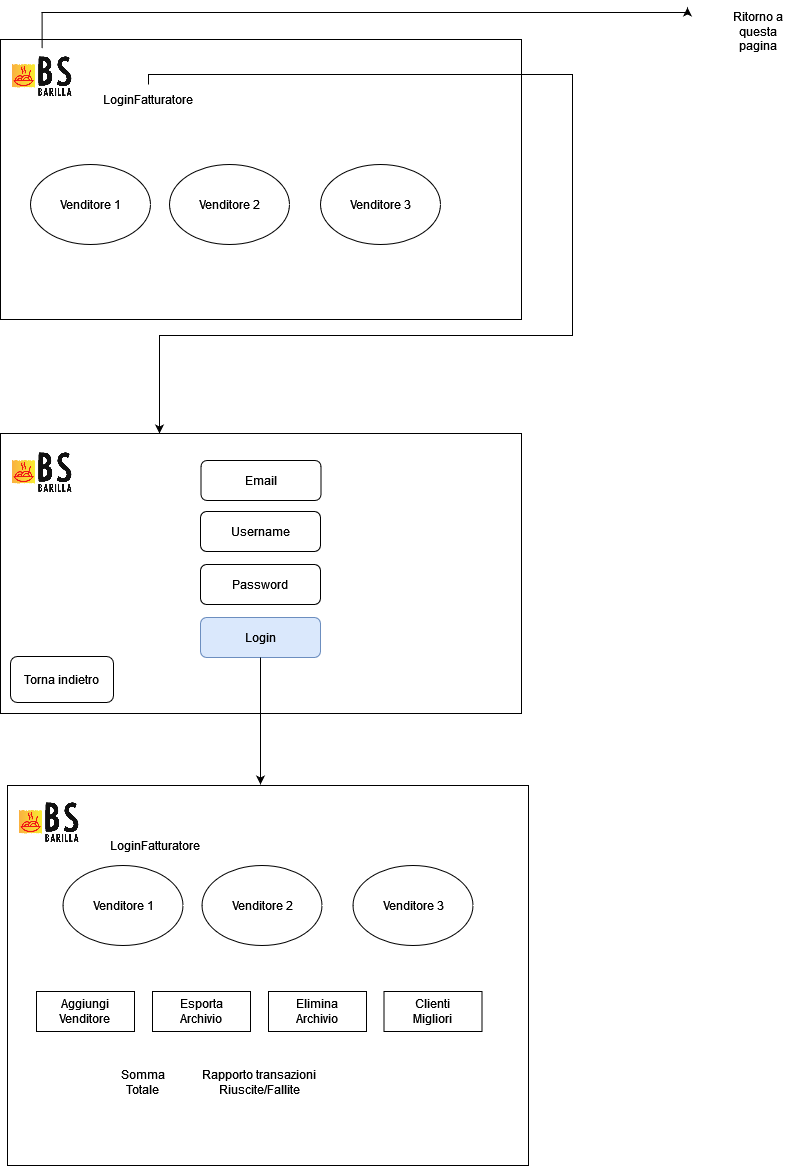 Ritorno a
questa
pagina
BS
BARILLA
LoginFatturatore
Venditore 1
Venditore 2
Venditore 3
BS
BARILLA
Email
Username
Password
Login
Torna indietro
BS
BARILLA
LoginFatturatore
Venditore 1
Venditore 2
Venditore 3
Aggiungi
Venditore
Esporta
Archivio
Elimina
Archivio
Clienti
Migliori
Somma
Totale
Rapporto transazioni
Riuscite/Fallite